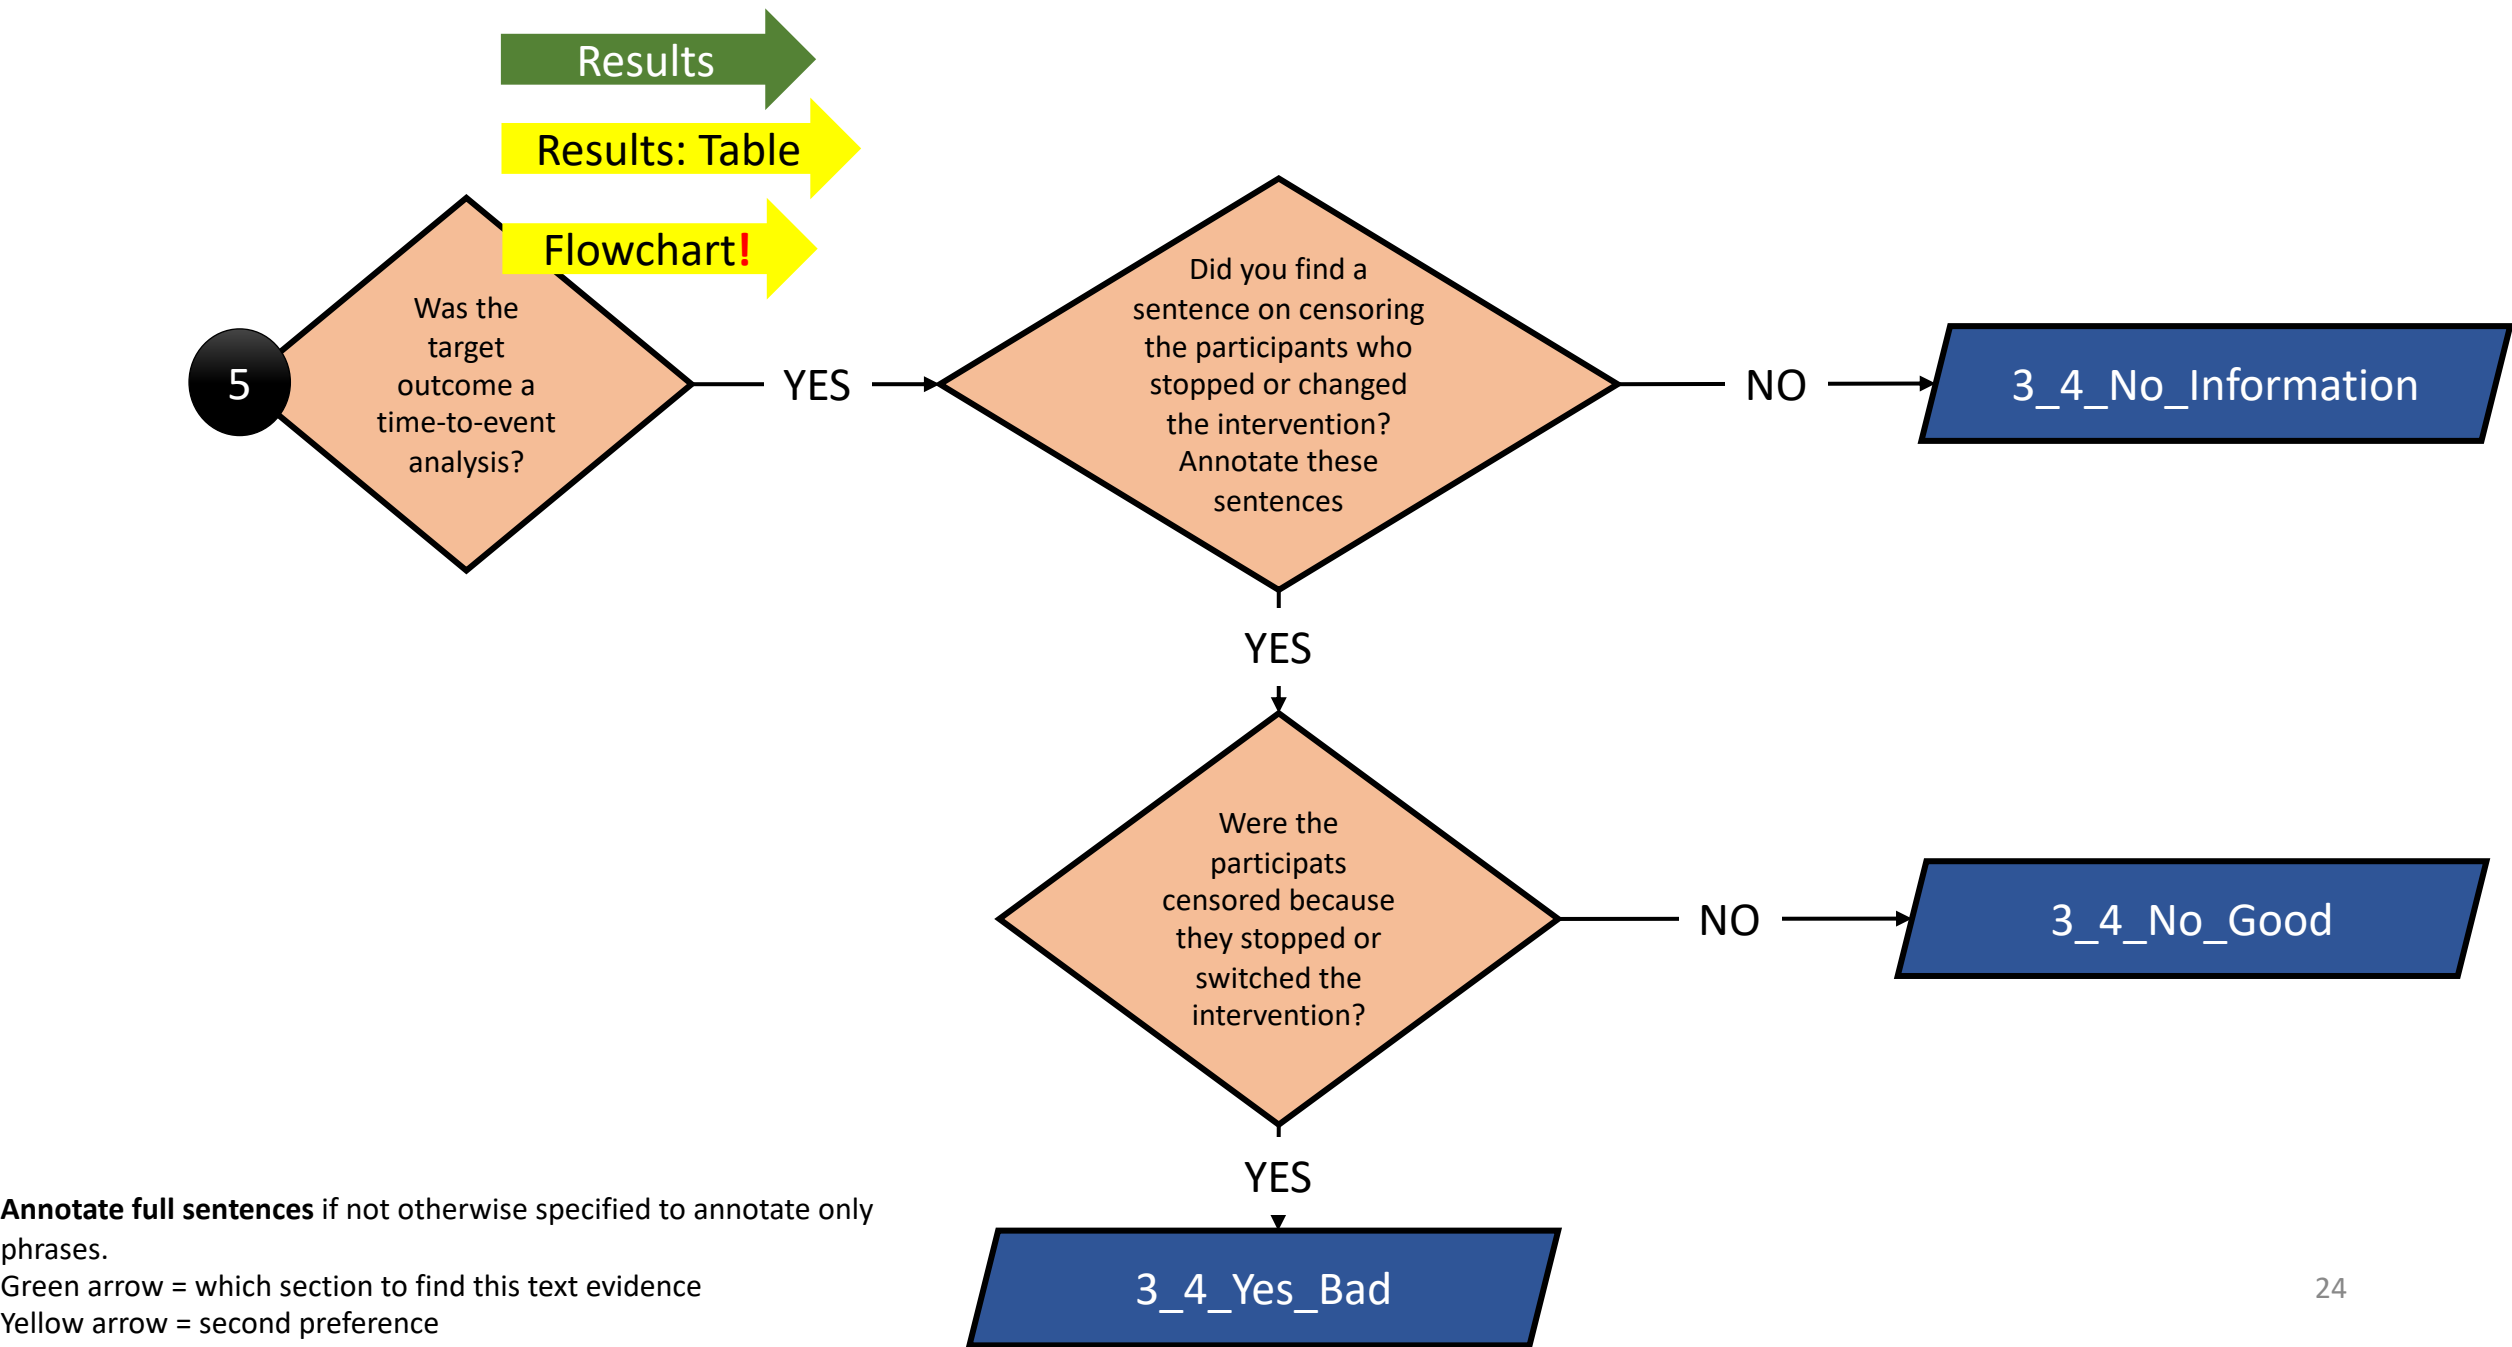 Results
Results: Table
Flowchart!
5
Was the
target
outcome a
time-to-event
analysis?
YES
Did you find a
sentence on censoring
the participants who
stopped or changed
the intervention?
Annotate these
sentences
NO
3_4_No_Information
YES
Were the
participats
censored because
they stopped or
switched the
intervention?
NO
3_4_No_Good
YES
3_4_Yes_Bad
Annotate full sentences if not otherwise specified to annotate only
phrases.
Green arrow = which section to find this text evidence
Yellow arrow = second preference
24